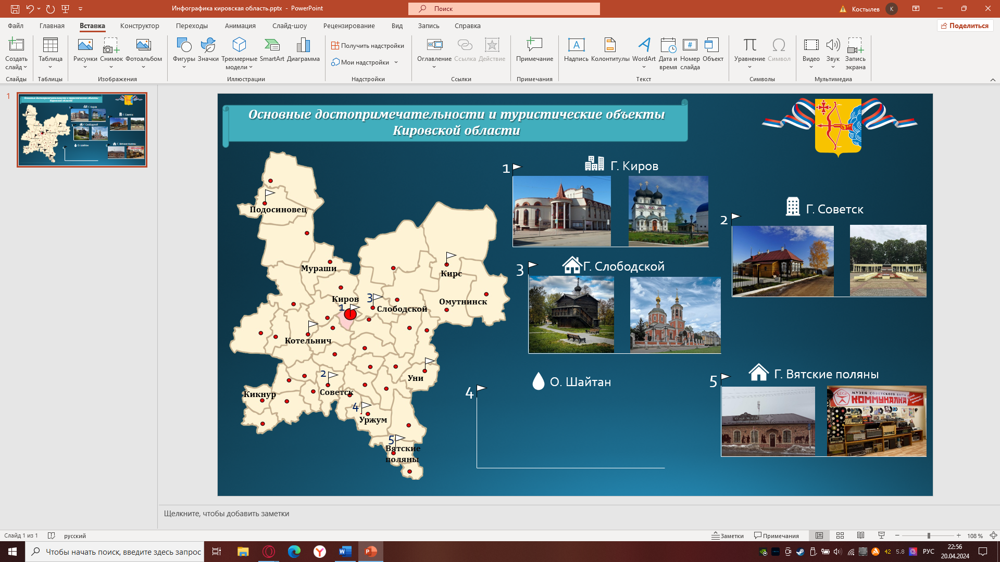 Инфографика кировская область.pptx - PowerPoint
Поиск
Костылев
К
Файл Главная Вставка Конструктор Переходы Анимация Слайд-шоу Рецензирование Вид Запись Справка
Поделиться
Создать слайд
Таблица
Рисунки
Снимок
Фотоальбом
Фигуры
Значки
Трехмерные модели
SmartArt
Диаграмма
Получить надстройки
Мои надстройки
Оглавление
Ссылка
Действие
Примечание
Надпись
Колонтитулы
WordArt
Дата и время
Номер слайда
Объект
Уравнение
Символ
Видео
Звук
Запись экрана
Слайды
Таблицы
Изображения
Иллюстрации
Надстройки
Ссылки
Примечания
Текст
Символы
Мультимедиа
1
Основные достопримечательности и туристические объекты
Кировской области
1
Г. Киров
2
Г. Советск
3
Г. Слободской
4
О. Шайтан
5
Г. Вятские поляны
МУЗЕЙ СОВЕТСКОГО БЫТА
КОММУНАЛКА
СССР
Подосиновец
Мураши
Кирс
Киров
1
3
Слободской
Омутнинск
Котельнич
Уни
2
Советск
Кикнур
4
Уржум
5
Вятские
поляны
Щелкните, чтобы добавить заметки
Слайд 1 из 1
русский
Заметки
Примечания
108 %
Чтобы начать поиск, введите здесь запрос
42
5.8
РУС
22:56
20.04.2024